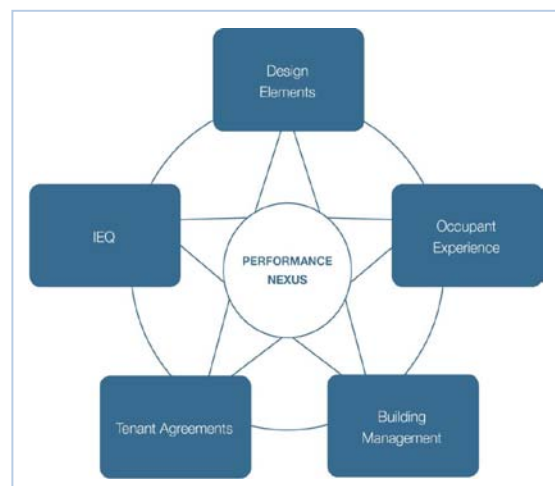 Design
Elements
IEQ
Occupant
Experience
PERFORMANCE
NEXUS
Tenant Agreements
Building
Management